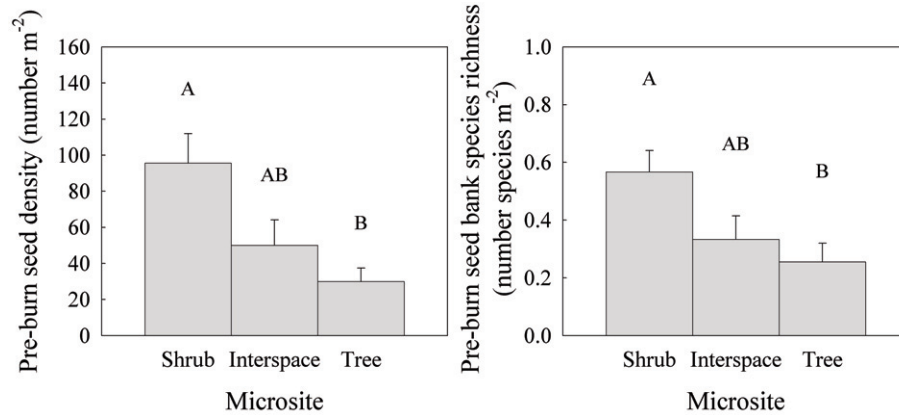 Pre-burn seed density (number m⁻²)
160
140
120
100
80
60
40
20
0
A
AB
B
Shrub Interspace Tree
Microsite
Pre-burn seed bank species richness
(number species m⁻²)
1.0
0.8
0.6
0.4
0.2
0.0
A
AB
B
Shrub Interspace Tree
Microsite